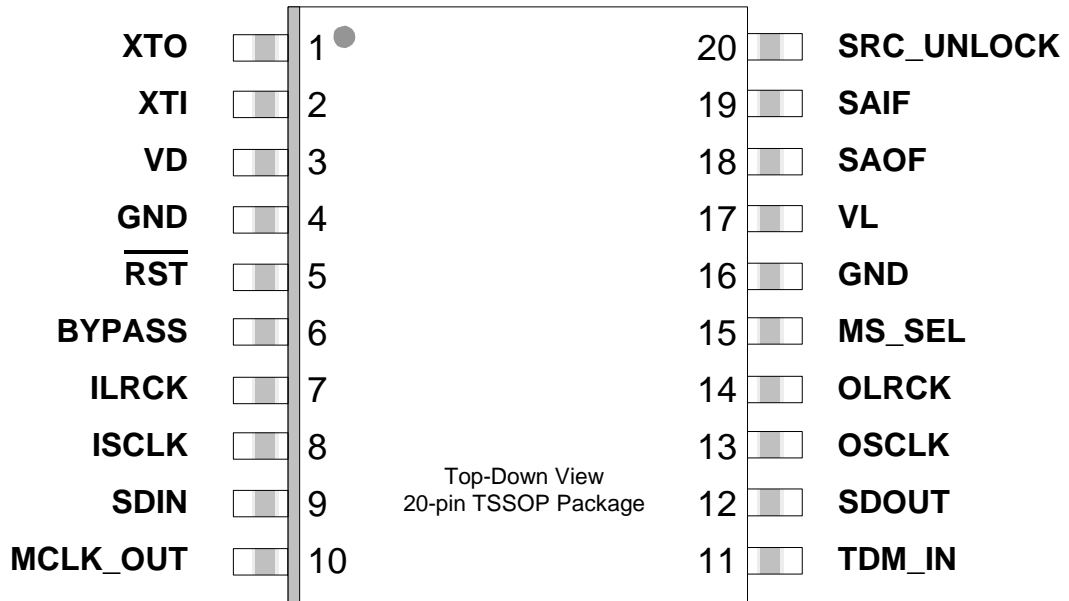 XTO 1 20 SRC_UNLOCK
XTI 2 19 SAIF
VD 3 18 SAOF
GND 4 17 VL
RST 5 16 GND
BYPASS 6 15 MS_SEL
ILRCK 7 14 OLRCK
ISCLK 8 13 OSCLK
Top-Down View
20-pin TSSOP Package
SDIN 9 12 SDOUT
MCLK_OUT 10 11 TDM_IN